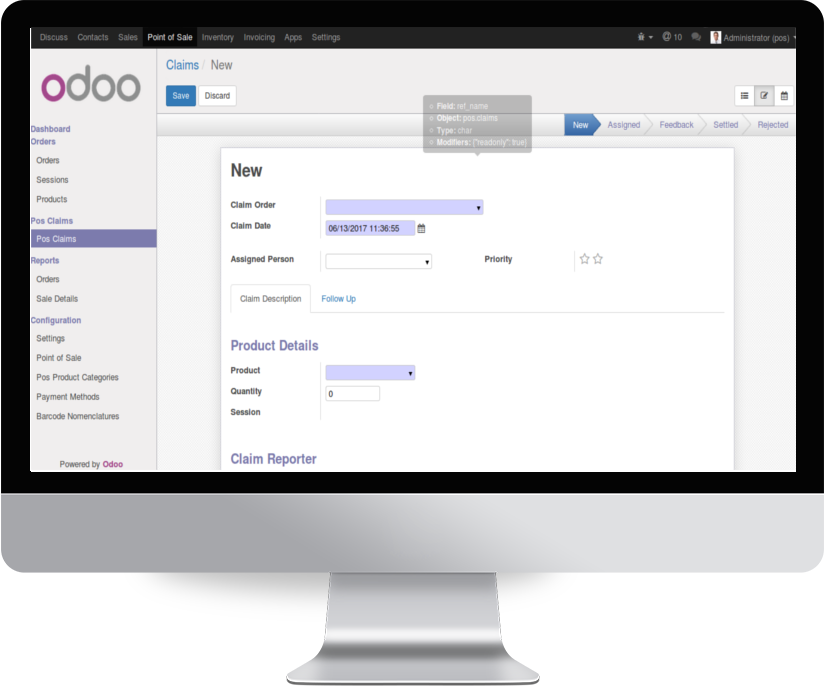 Discuss Contacts Sales Point of Sale Inventory Invoicing Apps Settings @ 10 Administrator (pos)
odoo
Claims / New
Save Discard
Field: ref_name
Object: pos.claims
Type: char
Modifiers: {"readonly": true}
New Assigned Feedback Settled Rejected
Dashboard
Orders
Orders
Sessions
Products
Pos Claims
Pos Claims
Reports
Orders
Sale Details
Configuration
Settings
Point of Sale
Pos Product Categories
Payment Methods
Barcode Nomenclatures
Powered by Odoo
New
Claim Order
Claim Date 06/13/2017 11:36:55
Assigned Person Priority
Claim Description Follow Up
Product Details
Product
Quantity 0
Session
Claim Reporter